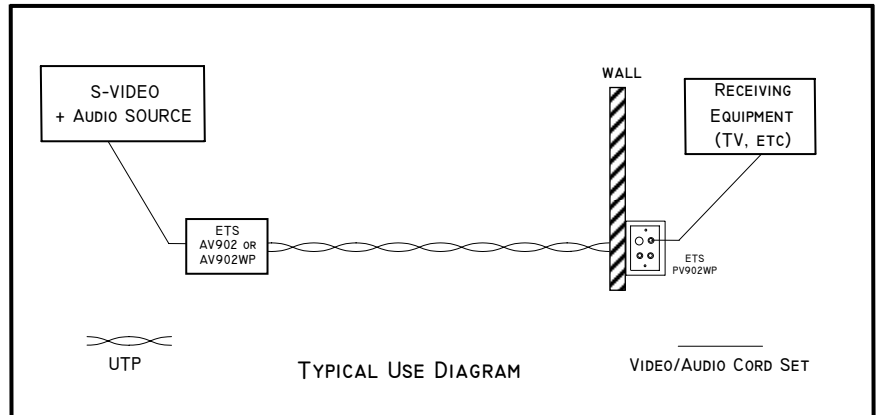 S-VIDEO
+ AUDIO SOURCE
ETS
AV902 OR
AV902WP
WALL
RECEIVING
EQUIPMENT
(TV, ETC)
ETS
PV902WP
UTP
TYPICAL USE DIAGRAM
VIDEO/AUDIO CORD SET